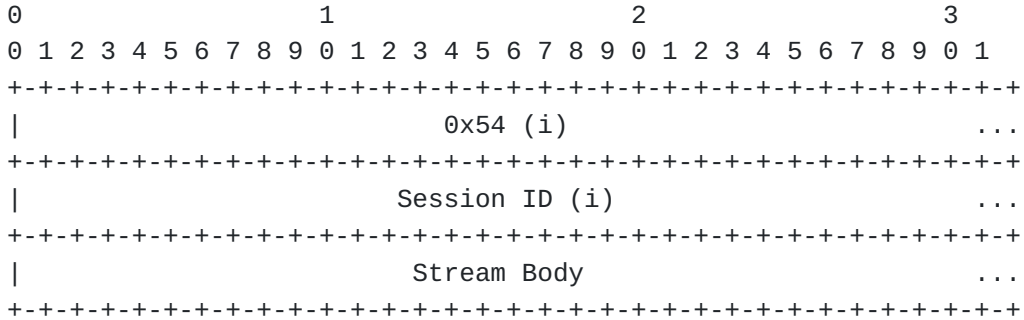 0                   1                   2                   3
0 1 2 3 4 5 6 7 8 9 0 1 2 3 4 5 6 7 8 9 0 1 2 3 4 5 6 7 8 9 0 1
+-+-+-+-+-+-+-+-+-+-+-+-+-+-+-+-+-+-+-+-+-+-+-+-+-+-+-+-+-+-+-+-+
|                           0x54 (i)                          ...
+-+-+-+-+-+-+-+-+-+-+-+-+-+-+-+-+-+-+-+-+-+-+-+-+-+-+-+-+-+-+-+-+
|                        Session ID (i)                       ...
+-+-+-+-+-+-+-+-+-+-+-+-+-+-+-+-+-+-+-+-+-+-+-+-+-+-+-+-+-+-+-+-+
|                         Stream Body                         ...
+-+-+-+-+-+-+-+-+-+-+-+-+-+-+-+-+-+-+-+-+-+-+-+-+-+-+-+-+-+-+-+-+